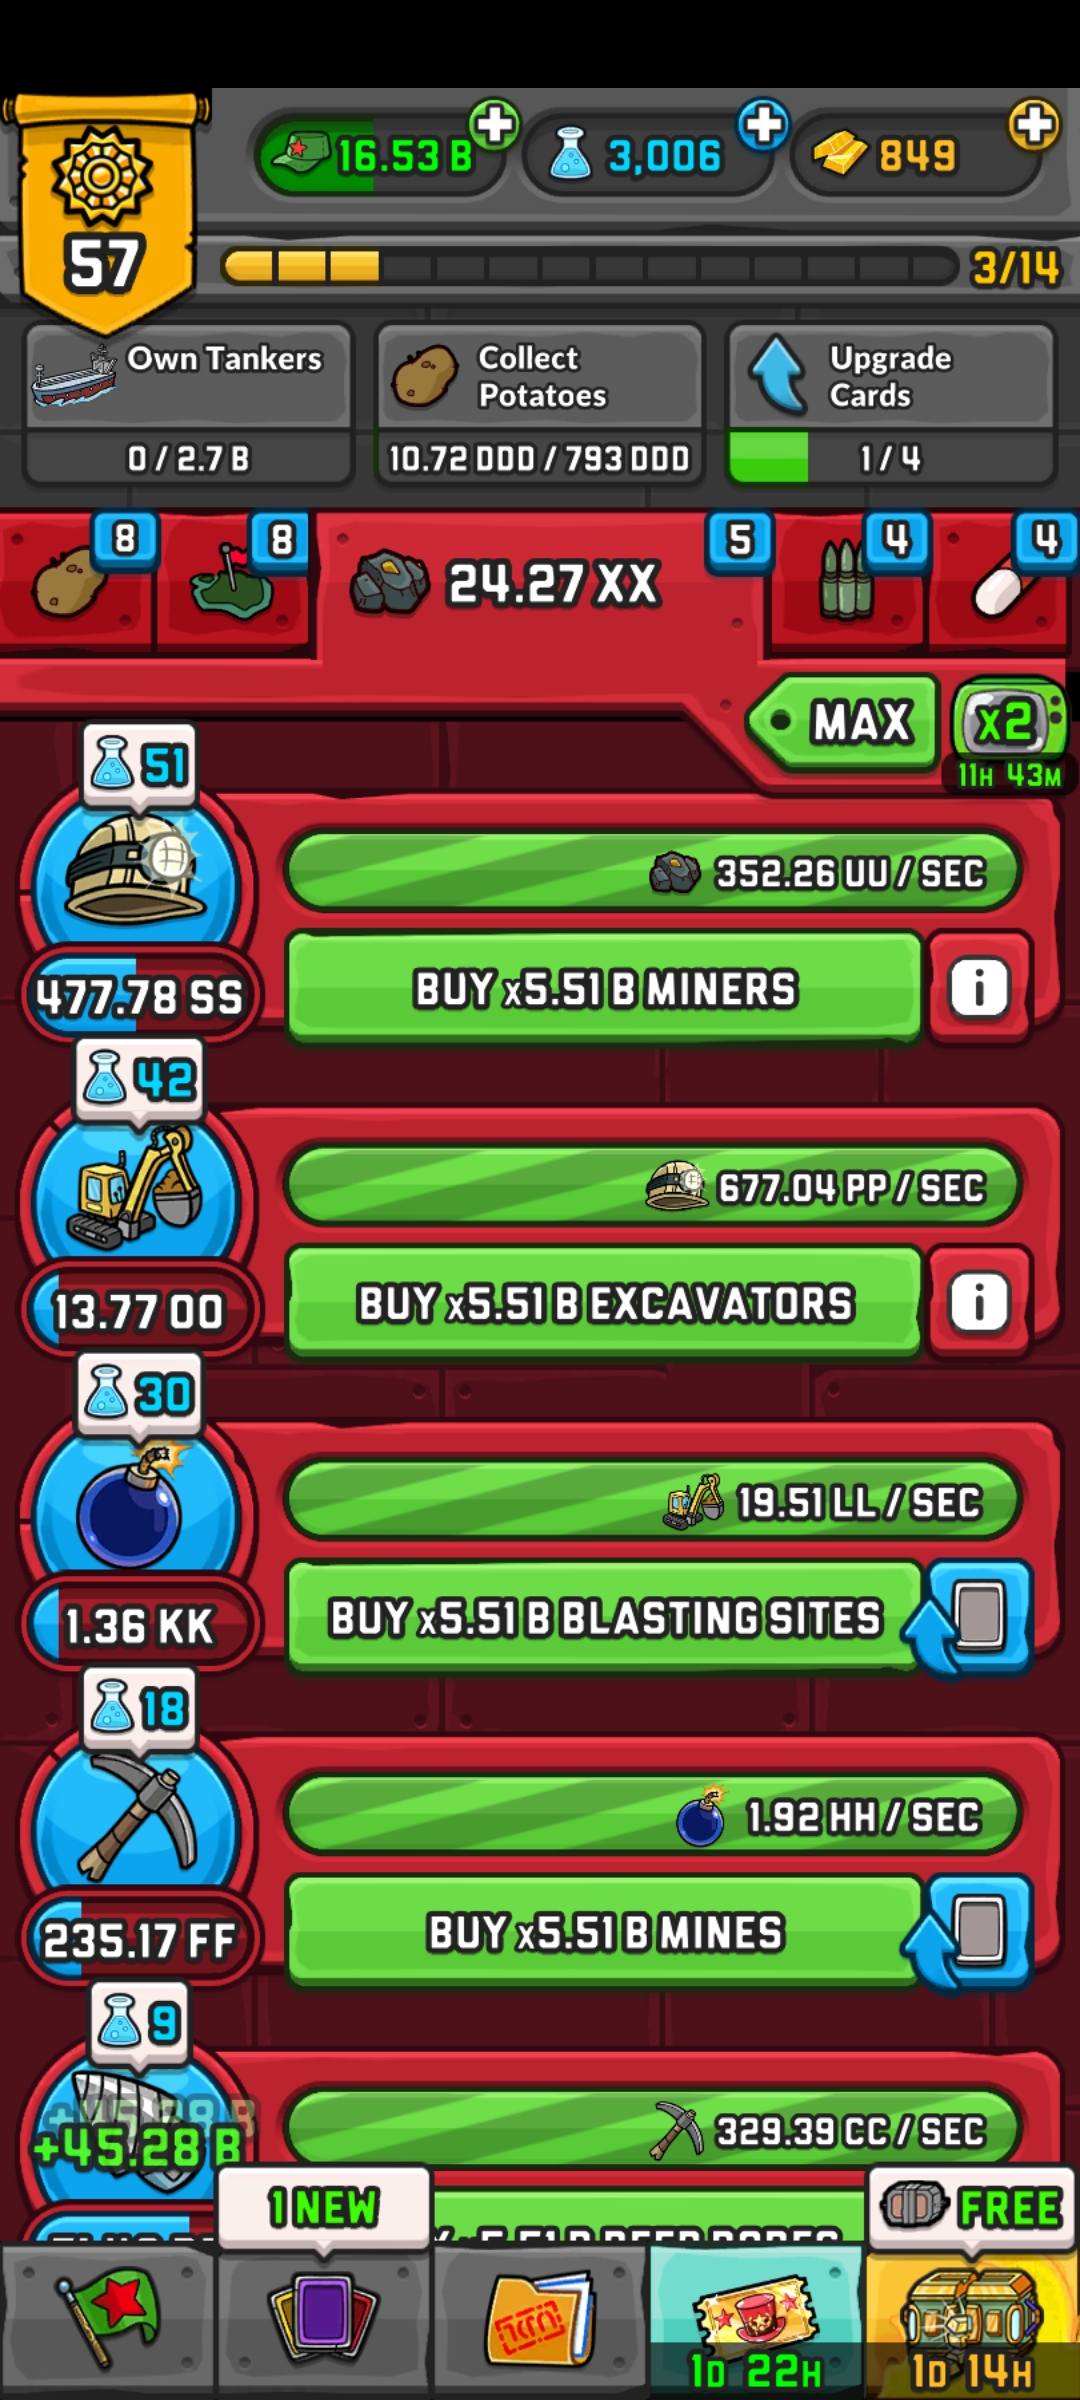 16.53 B
3,006
849
57
3/14
Own Tankers
0 / 2.7 B
Collect
Potatoes
10.72 DDD / 793 DDD
Upgrade
Cards
1 / 4
8
8
24.27 XX
5
4
4
MAX
x2
11H 43M
51
352.26 UU / SEC
477.78 SS
BUY x5.51 B MINERS
i
42
677.04 PP / SEC
13.77 OO
BUY x5.51 B EXCAVATORS
i
30
19.51 LL / SEC
1.36 KK
BUY x5.51 B BLASTING SITES
18
1.92 HH / SEC
235.17 FF
BUY x5.51 B MINES
9
329.39 CC / SEC
+45.28 B
1 NEW
FREE
1D 22H
1D 14H